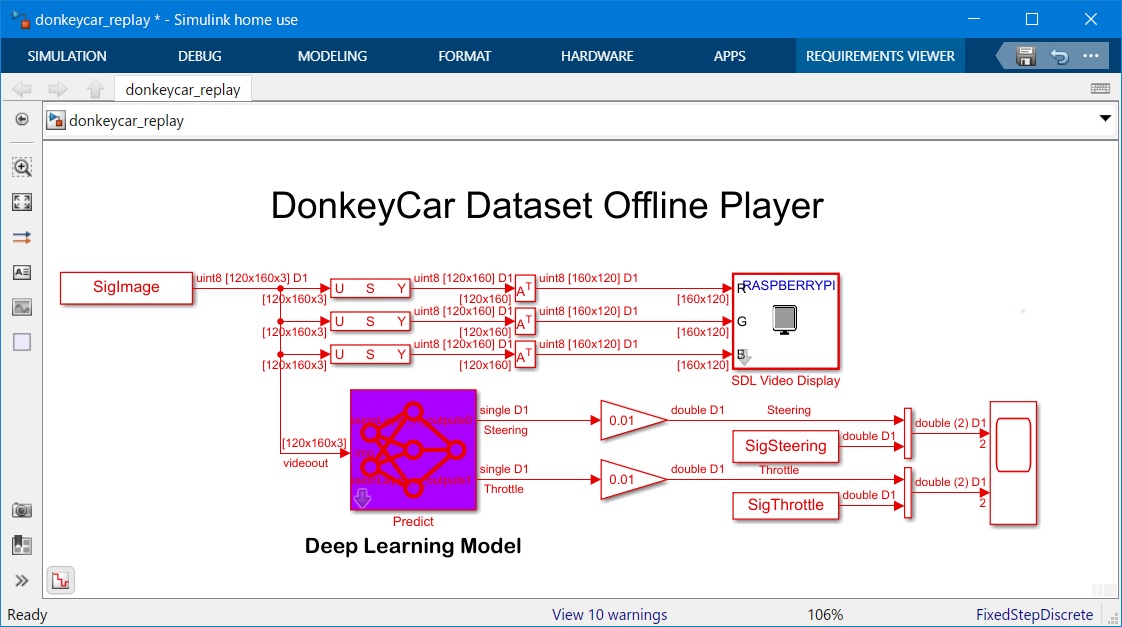 donkeycar_replay * - Simulink home use
SIMULATION DEBUG MODELING FORMAT HARDWARE APPS REQUIREMENTS VIEWER
donkeycar_replay
donkeycar_replay
DonkeyCar Dataset Offline Player
SigImage uint8 [120x160x3] D1 [120x160x3] U S Y uint8 [120x160] D1 [120x160] A^T uint8 [160x120] D1 [160x120] R RASPBERRYPI
[120x160x3] U S Y uint8 [120x160] D1 [120x160] A^T uint8 [160x120] D1 [160x120] G
[120x160x3] U S Y uint8 [120x160] D1 [120x160] A^T uint8 [160x120] D1 [160x120] B
SDL Video Display
single D1 0.01 double D1 Steering
Steering
SigSteering double D1 double (2) D1
2
[120x160x3]
videoout
single D1 0.01 double D1 Throttle
Throttle
SigThrottle double D1 double (2) D1
2
Predict
Deep Learning Model
Ready View 10 warnings 106% FixedStepDiscrete